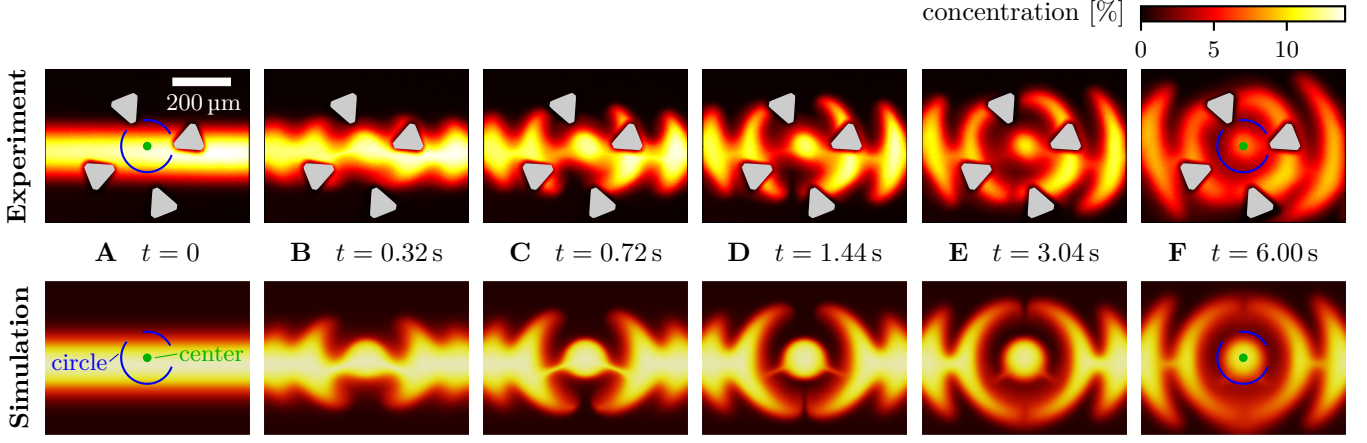 concentration [%]
0 5 10
Experiment
200 µm
A t = 0
B t = 0.32 s
C t = 0.72 s
D t = 1.44 s
E t = 3.04 s
F t = 6.00 s
Simulation
circle
center